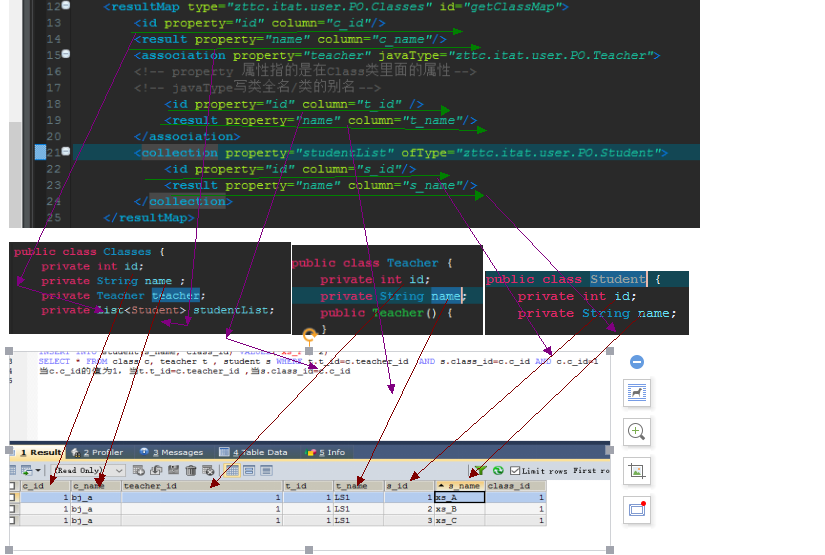 12 <resultMap type="zttc.itat.user.PO.Classes" id="getClassMap">
13 <id property="id" column="c_id"/>
14 <result property="name" column="c_name"/>
15 <association property="teacher" javaType="zttc.itat.user.PO.Teacher">
16 <!-- property 属性指的是在Class类里面的属性 -->
17 <!-- javaType写类全名/类的别名 -->
18 <id property="id" column="t_id" />
19 <result property="name" column="t_name"/>
20 </association>
21 <collection property="studentList" ofType="zttc.itat.user.PO.Student">
22 <id property="id" column="s_id"/>
23 <result property="name" column="s_name"/>
24 </collection>
25 </resultMap>
public class Classes {
private int id;
private String name ;
private Teacher teacher;
private List<Student> studentList;
public class Teacher {
private int id;
private String name;
public Teacher() {
}
public class Student {
private int id;
private String name;
SELECT * FROM class c, teacher t , student s WHERE t.t_id=c.teacher_id AND s.class_id=c.c_id AND c.c_id=1
当c.c_id的值为1，当t.t_id=c.teacher_id ,当s.class_id=c.c_id
1 Result 2 Profiler 3 Messages 4 Table Data 5 Info
(Read Only) Limit rows First ro
c_id c_name teacher_id t_id t_name s_id s_name class_id
1 bj_a 1 1 LS1 1 xs_A 1
1 bj_a 1 1 LS1 2 xs_B 1
1 bj_a 1 1 LS1 3 xs_C 1